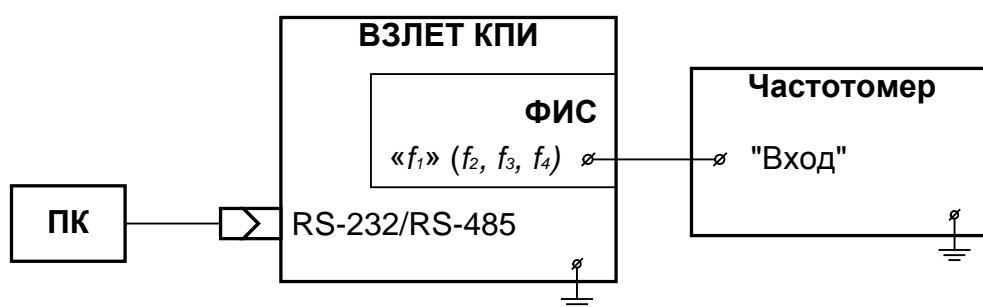 ВЗЛЕТ КПИ
ФИС
«f₁» (f₂, f₃, f₄)
Частотомер
"Вход"
ПК
RS-232/RS-485